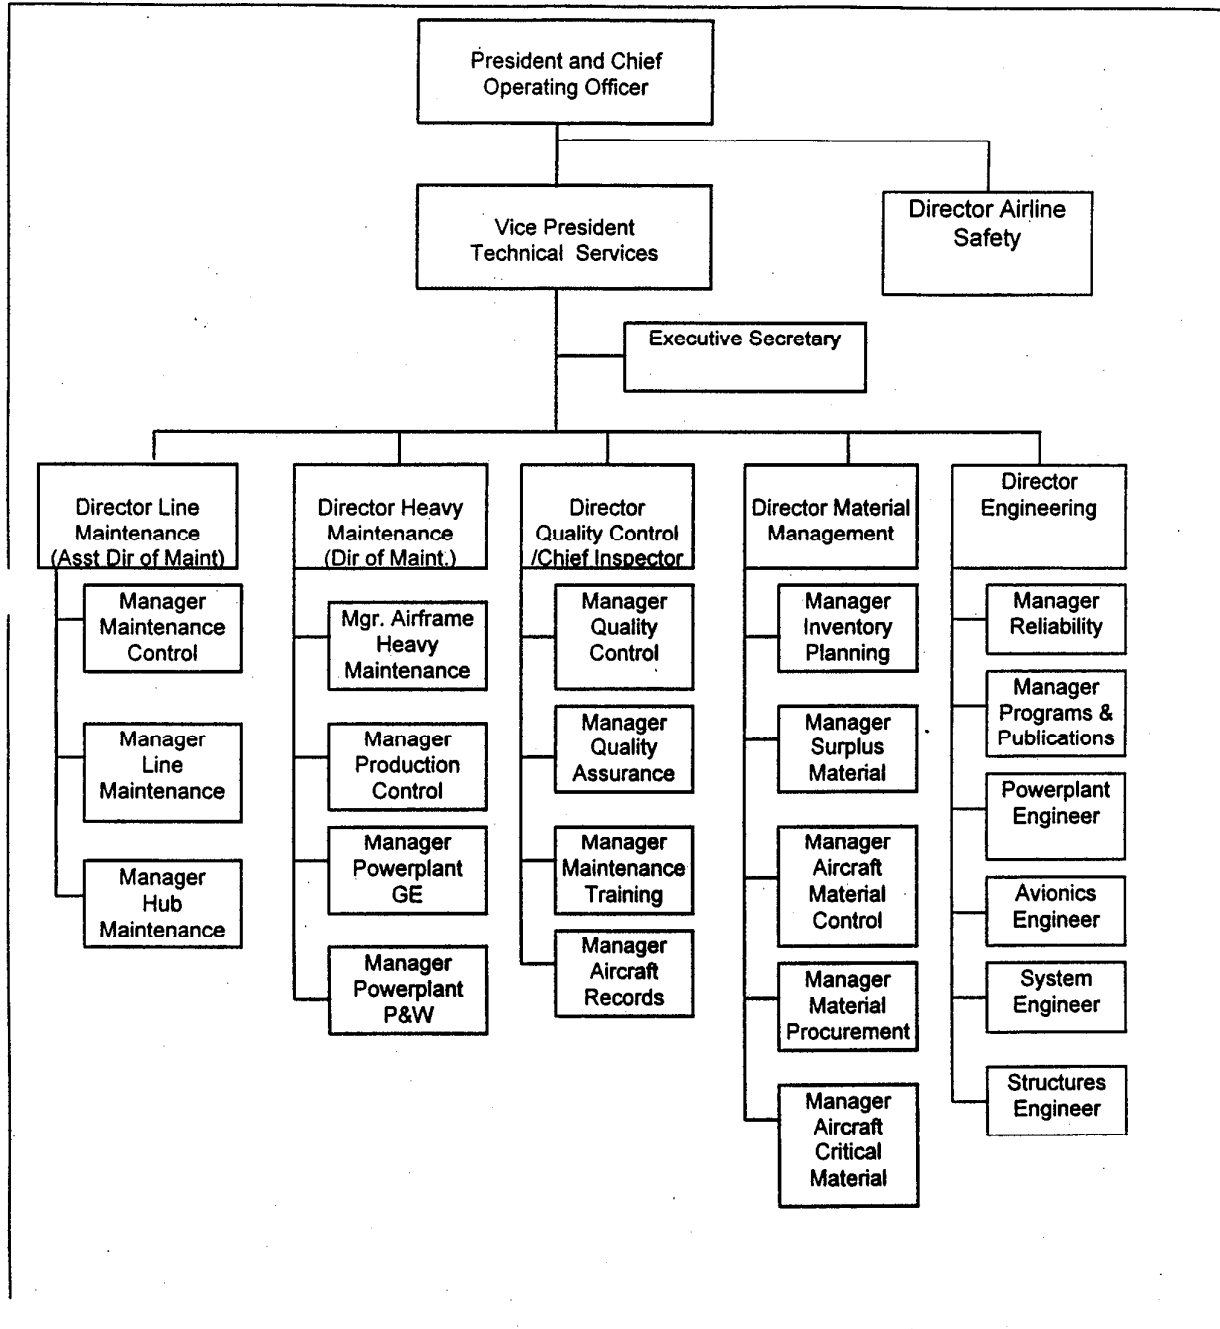 President and Chief
Operating Officer
Vice President
Technical Services
Director Airline
Safety
Executive Secretary
Director Line
Maintenance
(Asst Dir of Maint)
Manager
Maintenance
Control
Manager
Line
Maintenance
Manager
Hub
Maintenance
Director Heavy
Maintenance
(Dir of Maint.)
Mgr. Airframe
Heavy
Maintenance
Manager
Production
Control
Manager
Powerplant
GE
Manager
Powerplant
P&W
Director
Quality Control
/Chief Inspector
Manager
Quality
Control
Manager
Quality
Assurance
Manager
Maintenance
Training
Manager
Aircraft
Records
Director Material
Management
Manager
Inventory
Planning
Manager
Surplus
Material
Manager
Aircraft
Material
Control
Manager
Material
Procurement
Manager
Aircraft
Critical
Material
Director
Engineering
Manager
Reliability
Manager
Programs &
Publications
Powerplant
Engineer
Avionics
Engineer
System
Engineer
Structures
Engineer